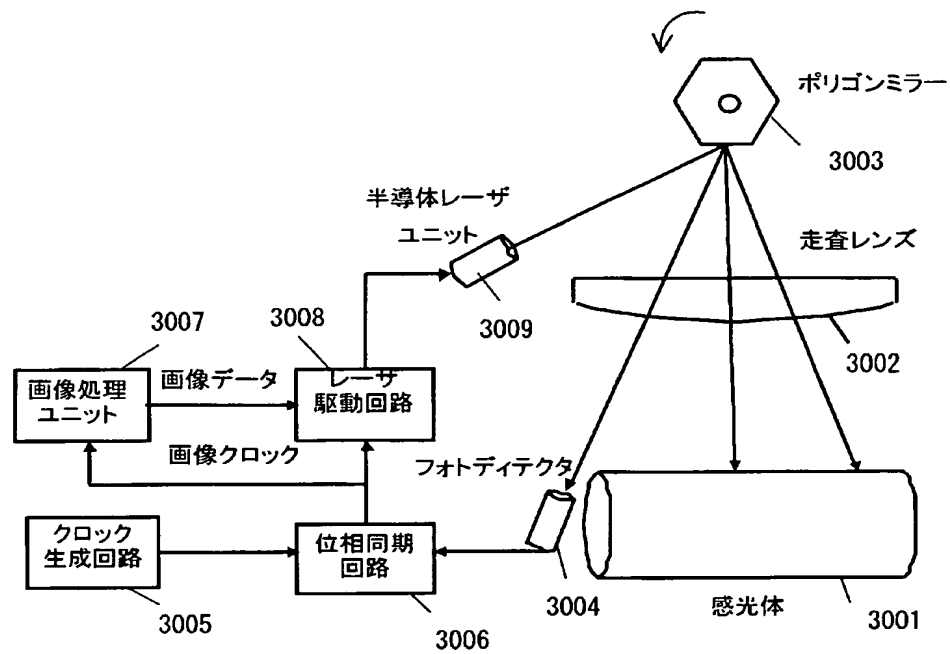 ポリゴンミラー
3003
半導体レーザ
ユニット
走査レンズ
3009
3002
3007
3008
画像処理
ユニット
画像データ
レーザ
駆動回路
画像クロック
フォトディテクタ
クロック
生成回路
位相同期
回路
3005
3006
3004
感光体
3001